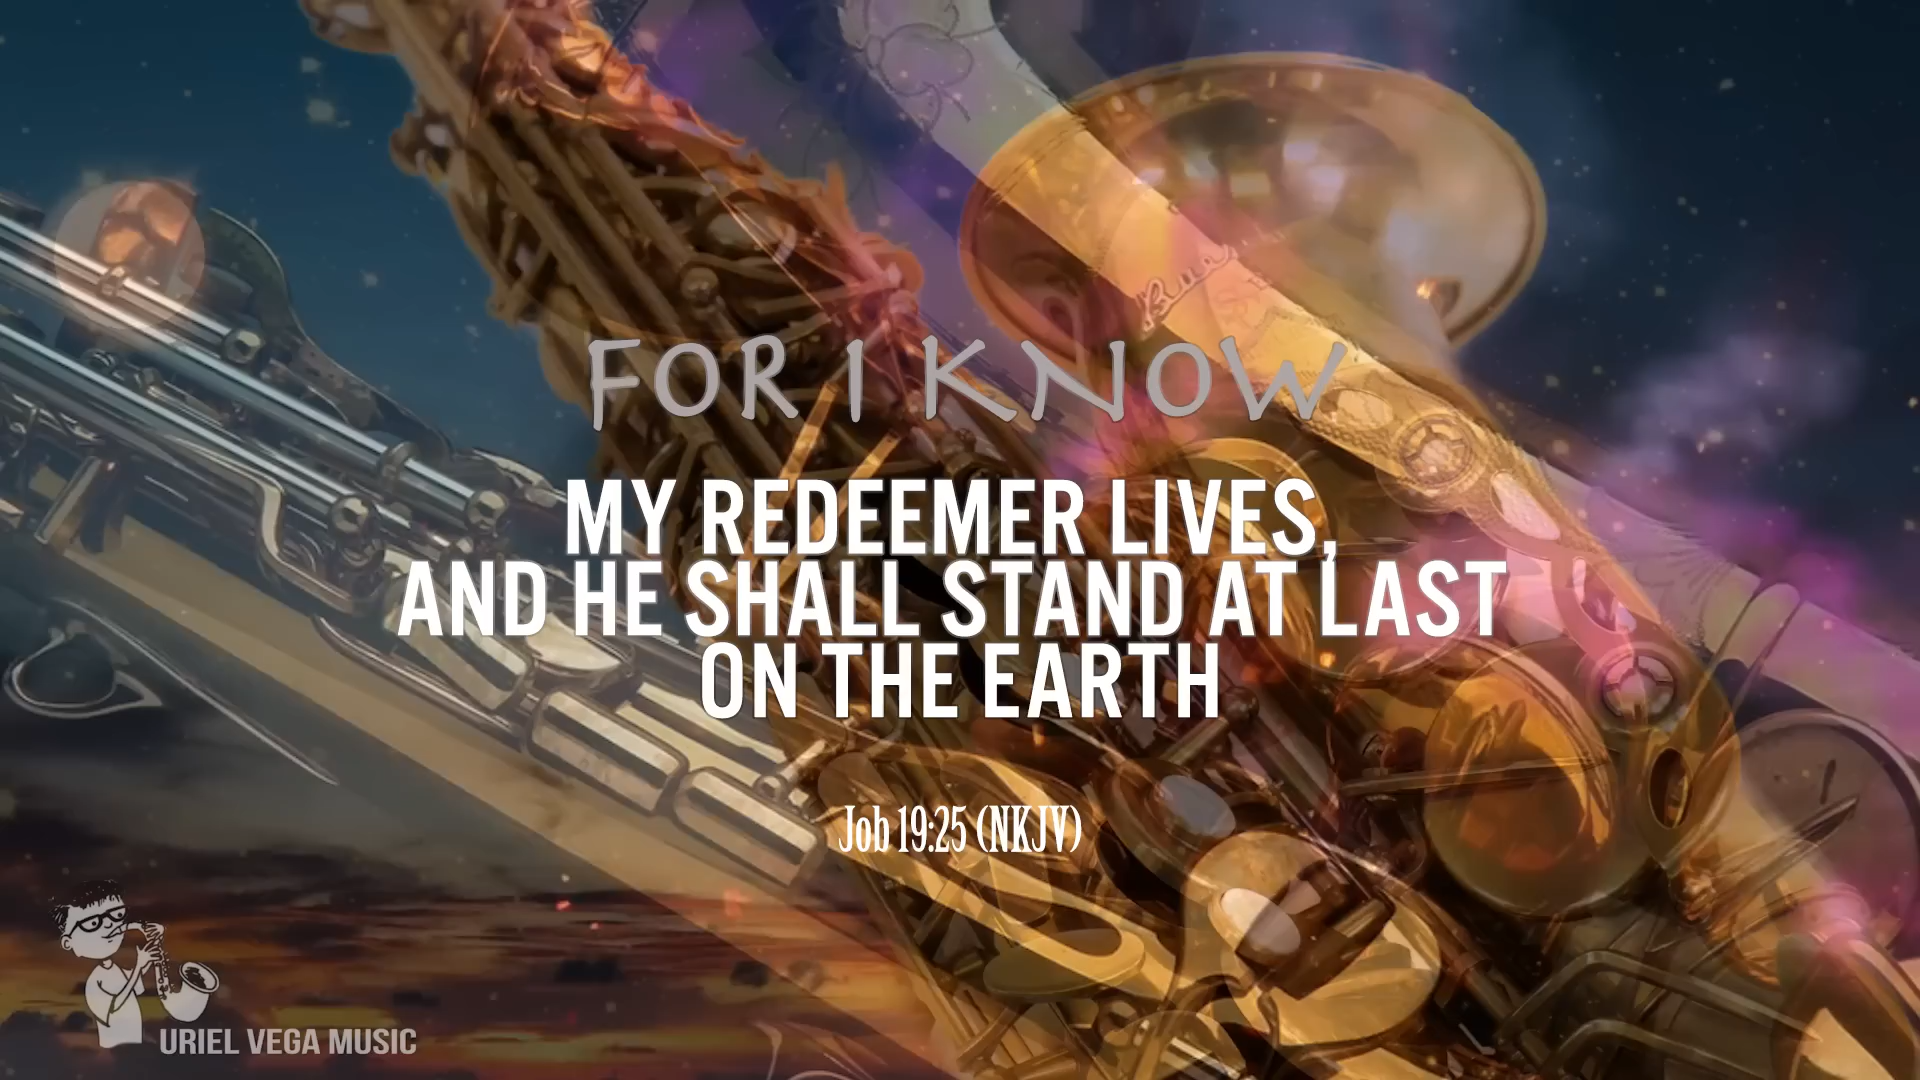 FOR I KNOW
MY REDEEMER LIVES,
AND HE SHALL STAND AT LAST
ON THE EARTH
Job 19:25 (NKJV)
URIEL VEGA MUSIC